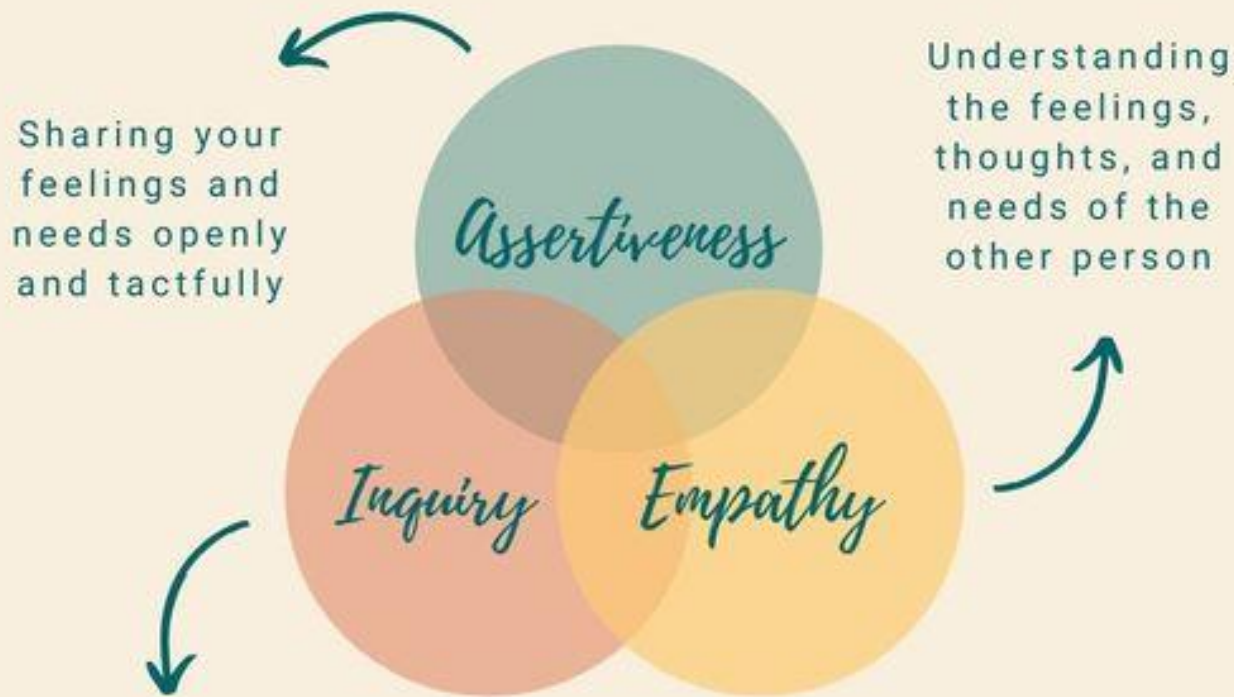 Sharing your
feelings and
needs openly
and tactfully
Understanding
the feelings,
thoughts, and
needs of the
other person
Assertiveness
Inquiry
Empathy